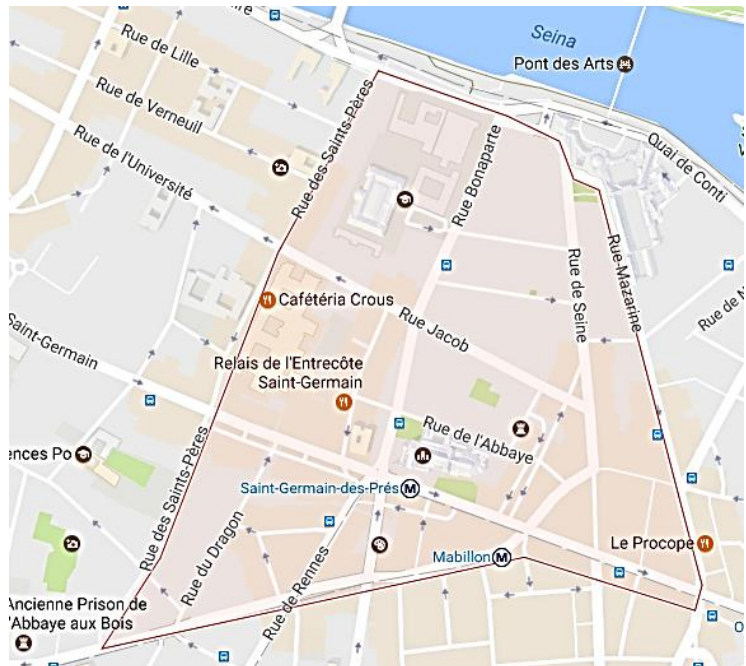 Seina
Pont des Arts
Rue de Lille
Rue de Verneuil
Rue de l'Université
Rue-des-Saints-Pères
Rue Bonaparte
Quai de Conti
Rue-Mazarine
Rue de Seine
Cafétéria Crous
Rue Jacob
Saint-Germain
Relais de l'Entrecôte
Saint-Germain
Rue de l'Abbaye
ences Po
Saint-Germain-des-Prés
M
Rue des Saints-Pères
Rue du Dragon
Rue de Rennes
Mabillon
M
Le Procope
Ancienne Prison de
l'Abbaye aux Bois
Rue de N